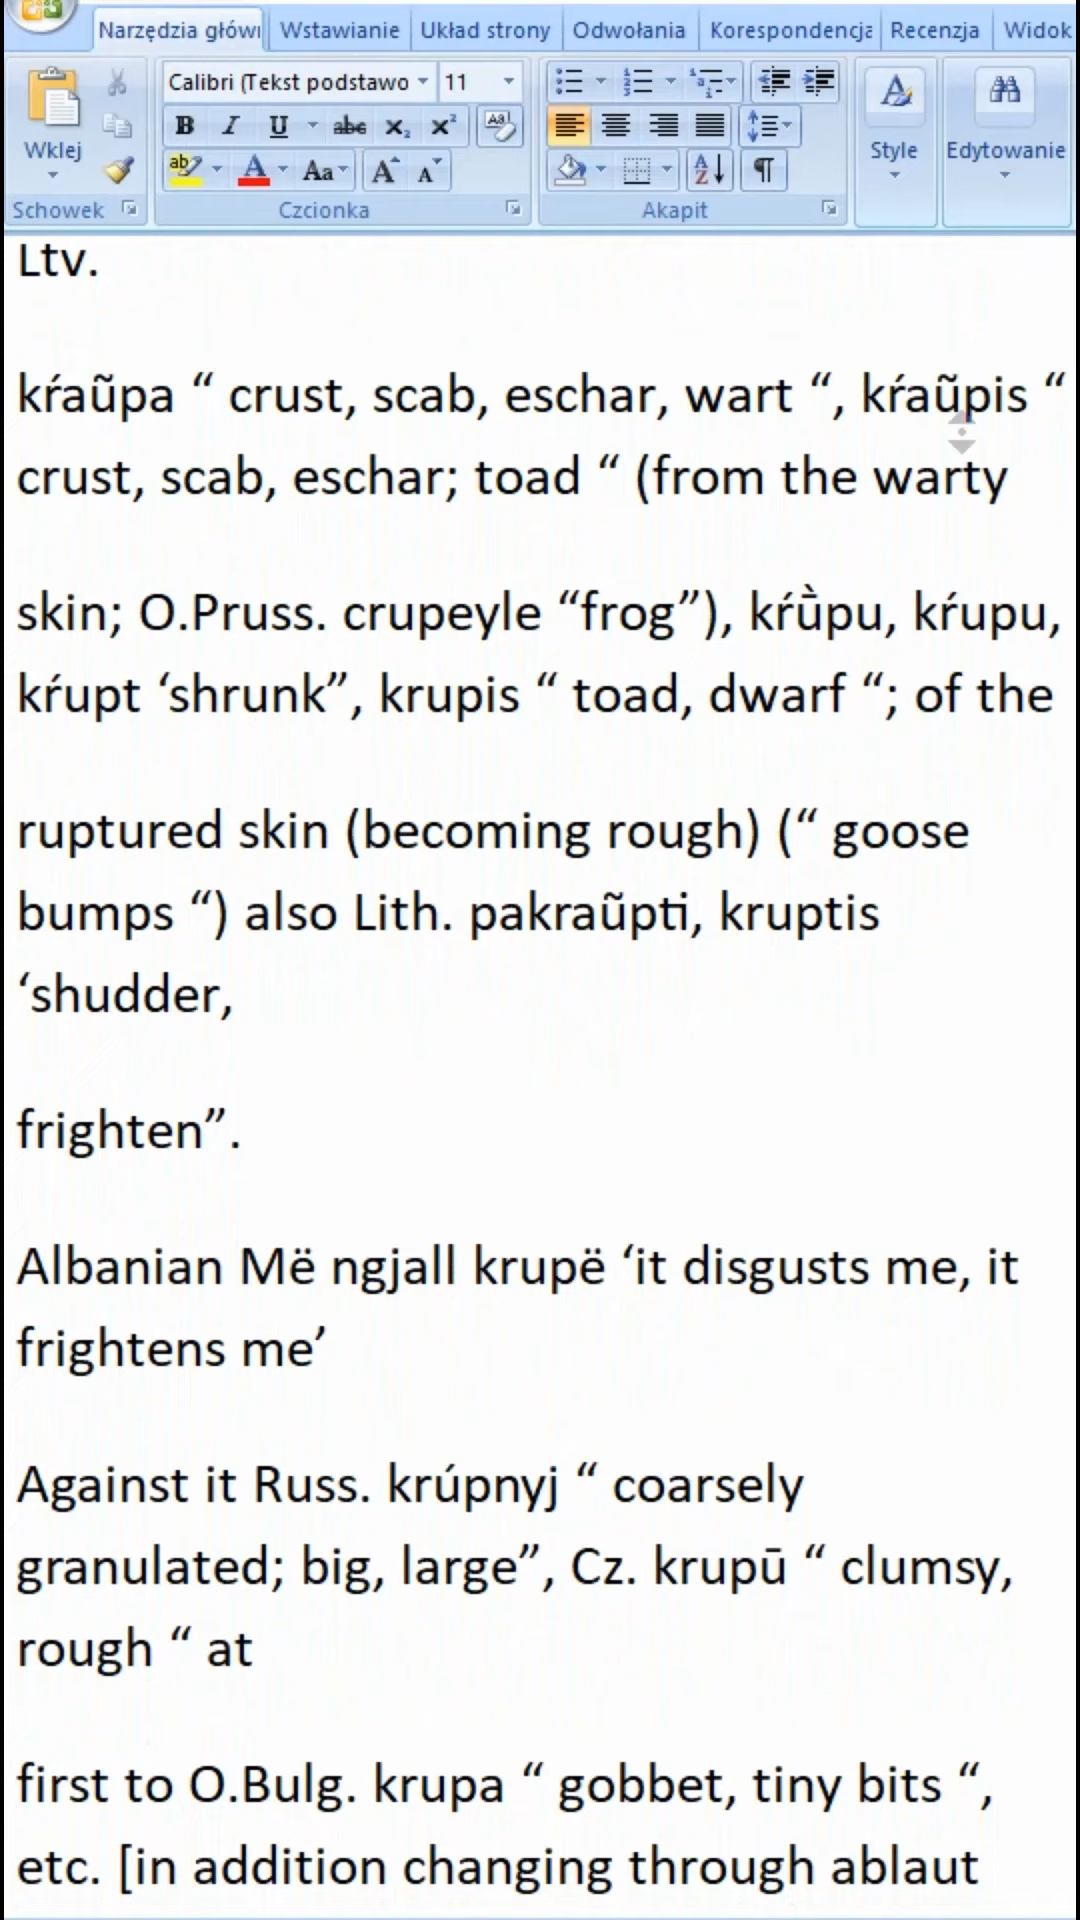 Narzędzia główn
Wstawianie
Układ strony
Odwołania
Korespondencja
Recenzja
Widok
Calibri (Tekst podstawo
11
Wklej
Style
Edytowanie
Schowek
Czcionka
Akapit
Ltv.
kŕaũpa “ crust, scab, eschar, wart “, kŕaũpis “
crust, scab, eschar; toad “ (from the warty
skin; O.Pruss. crupeyle “frog”), kŕǜpu, kŕupu,
kŕupt ‘shrunk”, krupis “ toad, dwarf “; of the
ruptured skin (becoming rough) (“ goose
bumps “) also Lith. pakraũpti, kruptis
‘shudder,
frighten”.
Albanian Më ngjall krupë ‘it disgusts me, it
frightens me’
Against it Russ. krúpnyj “ coarsely
granulated; big, large”, Cz. krupū “ clumsy,
rough “ at
first to O.Bulg. krupa “ gobbet, tiny bits “,
etc. [in addition changing through ablaut